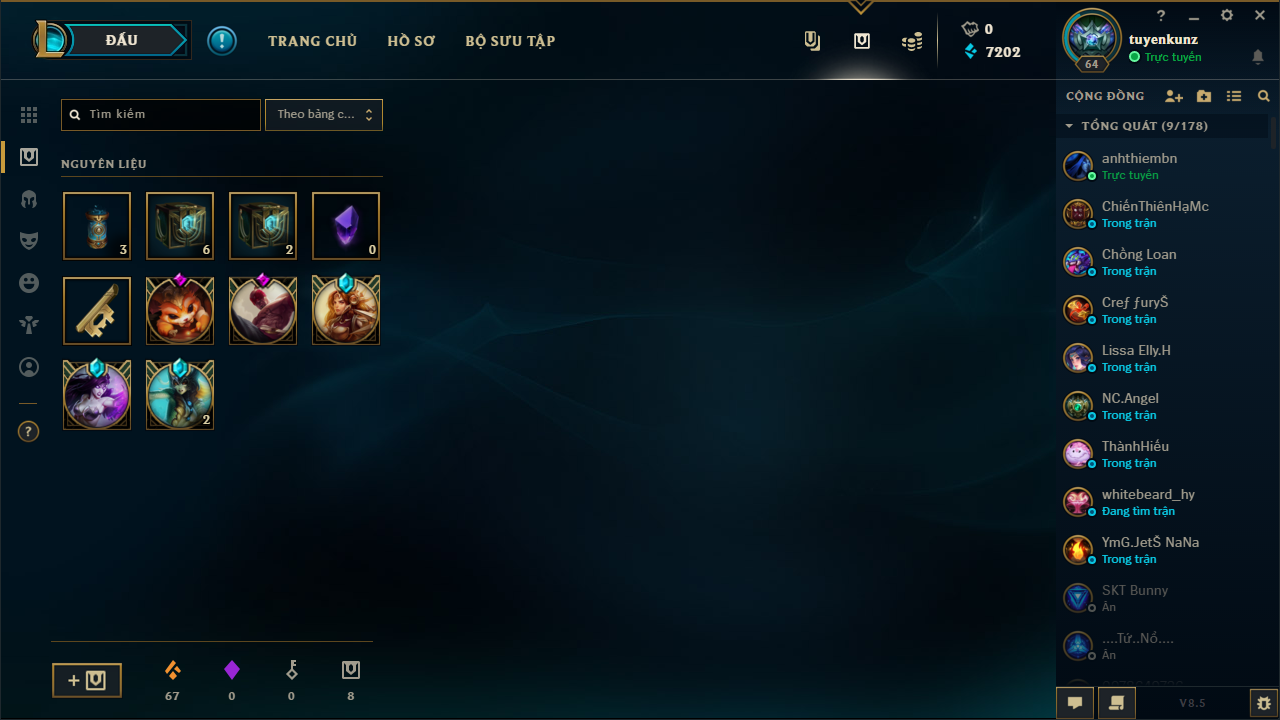 ĐẤU
TRANG CHỦ
HỒ SƠ
BỘ SƯU TẬP
0
7202
64
tuyenkunz
Trực tuyến
Tìm kiếm
Theo bảng c...
NGUYÊN LIỆU
3
6
2
0
2
67
0
0
8
CỘNG ĐỒNG
TỔNG QUÁT (9/178)
anhthiembn
Trực tuyến
ChiếnThiênHạMc
Trong trận
Chồng Loan
Trong trận
Creƒ ƒuryŠ
Trong trận
Lissa Elly.H
Trong trận
NC.Angel
Trong trận
ThànhHiếu
Trong trận
whitebeard_hy
Đang tìm trận
YmG.JetŠ NaNa
Trong trận
SKT Bunny
Ẩn
....Tứ..Nổ....
Ẩn
V8.5